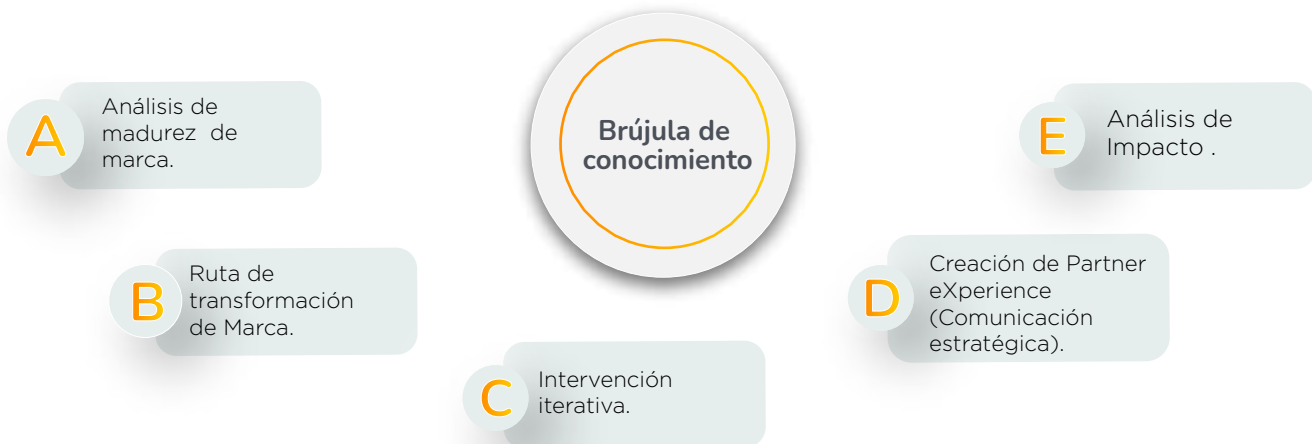 Brújula de
conocimiento
A
Análisis de
madurez de
marca.
B
Ruta de
transformación
de Marca.
C
Intervención
iterativa.
D
Creación de Partner
eXperience
(Comunicación
estratégica).
E
Análisis de
Impacto .